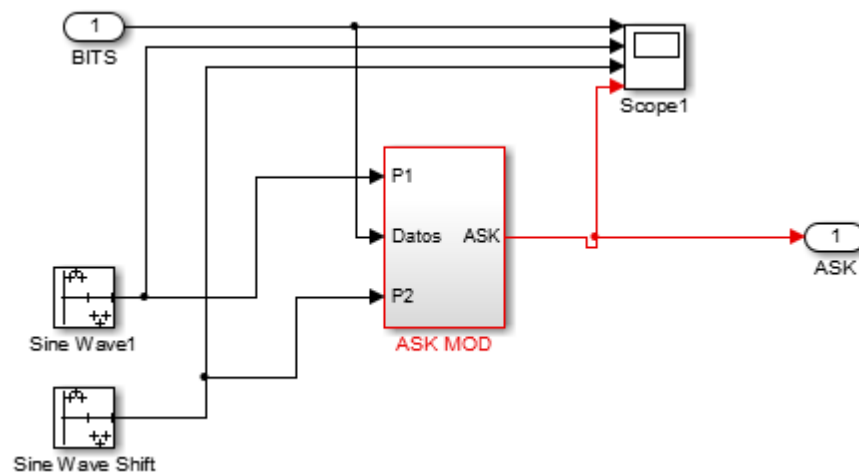 1
BITS
Scope1
P1
Datos
ASK
P2
ASK MOD
1
ASK
Sine Wave1
Sine Wave Shift